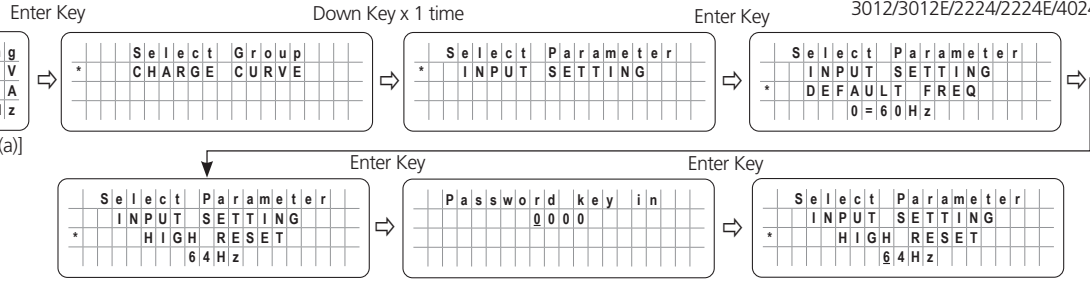 Enter Key
Down Key x 1 time
Enter Key
3012/3012E/2224/2224E/402
g
V
A
Hz
(a)]
Select Group
* CHARGE CURVE
Select Parameter
* INPUT SETTING
Select Parameter
INPUT SETTING
* DEFAULT FREQ
0=60Hz
Enter Key
Enter Key
Select Parameter
INPUT SETTING
* HIGH RESET
64Hz
Password key in
0000
Select Parameter
INPUT SETTING
* HIGH RESET
64Hz